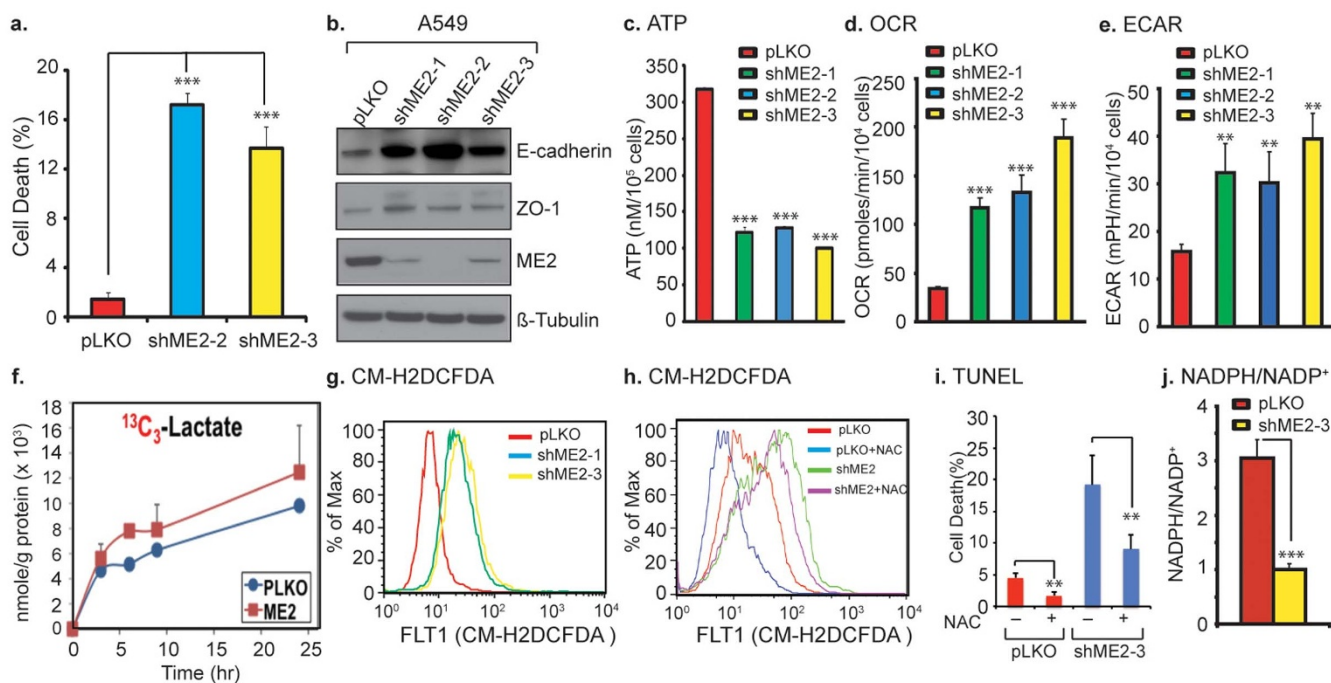 a.
Cell Death (%)
20
16
12
8
4
0
***
***
pLKO shME2-2 shME2-3
b.
A549
pLKO
shME2-1
shME2-2
shME2-3
E-cadherin
ZO-1
ME2
ß-Tubulin
c. ATP
pLKO
shME2-1
shME2-2
shME2-3
ATP (nM/10⁵ cells)
350
300
250
200
150
100
50
0
***
***
***
d. OCR
pLKO
shME2-1
shME2-2
shME2-3
OCR (pmoles/min/10⁴ cells)
250
200
150
100
50
0
***
***
***
e. ECAR
pLKO
shME2-1
shME2-2
shME2-3
ECAR (mPH/min/10⁴ cells)
50
40
30
20
10
0
**
**
**
f.
¹³C₃-Lactate
nmole/g protein (x 10³)
18
16
14
12
10
8
6
4
2
0
0 5 10 15 20 25
Time (hr)
PLKO
ME2
g. CM-H2DCFDA
pLKO
shME2-1
shME2-3
% of Max
100
80
60
40
20
0
10⁰ 10¹ 10² 10³ 10⁴
FLT1 (CM-H2DCFDA)
h. CM-H2DCFDA
pLKO
pLKO+NAC
shME2
shME2+NAC
% of Max
100
80
60
40
20
0
10⁰ 10¹ 10² 10³ 10⁴
FLT1 (CM-H2DCFDA)
i. TUNEL
Cell Death(%)
30
25
20
15
10
5
0
**
**
NAC – + – +
pLKO shME2-3
j. NADPH/NADP⁺
pLKO
shME2-3
NADPH/NADP⁺
4
3
2
1
0
***